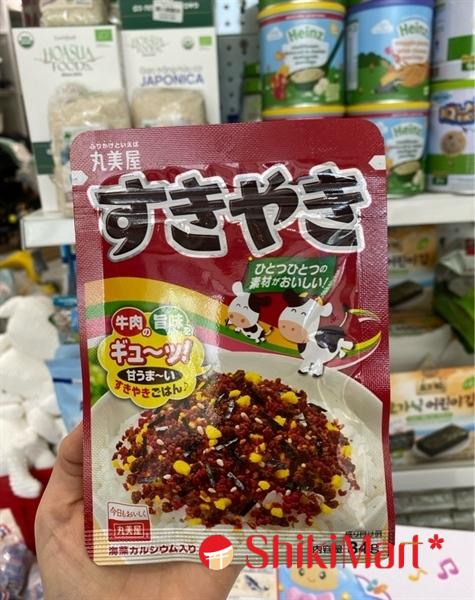 HOASUA
FOODS
JAPONICA
Heinz
Heinz
Heinz
ふりかけといえば
丸美屋
すきやき
ひとつひとつの
素材がおいしい!
牛肉の旨味を
ギュ〜ッ!
甘うま〜い
すきやきごはん♪
今日もおいしく
丸美屋
海藻カルシウム入り
内容量 34g
ShikiMart*